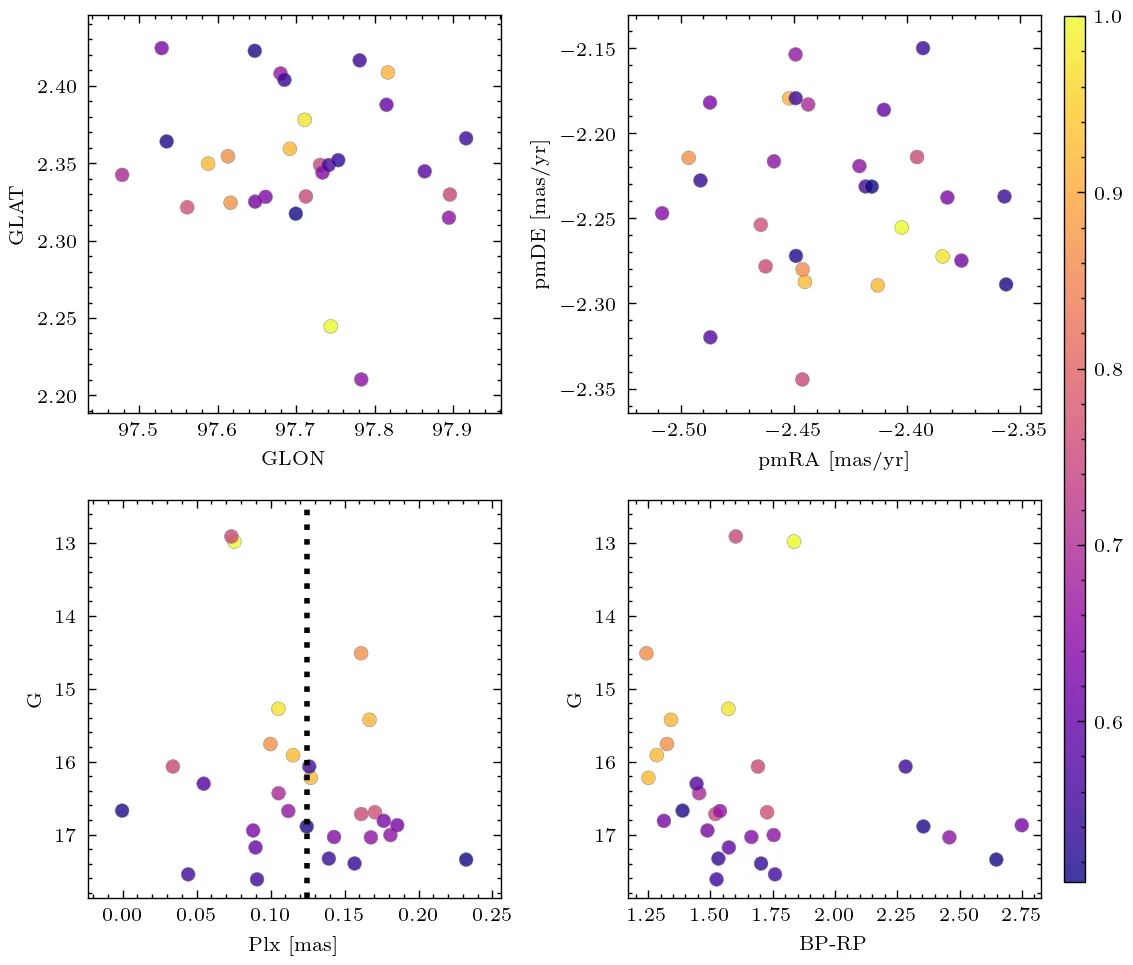 2.40
2.35
2.30
2.25
2.20
GLAT
97.5 97.6 97.7 97.8 97.9
GLON
−2.15
−2.20
−2.25
−2.30
−2.35
pmDE [mas/yr]
−2.50 −2.45 −2.40 −2.35
pmRA [mas/yr]
1.0
0.9
0.8
0.7
0.6
13
14
15
16
17
G
0.00 0.05 0.10 0.15 0.20 0.25
Plx [mas]
13
14
15
16
17
G
1.25 1.50 1.75 2.00 2.25 2.50 2.75
BP-RP